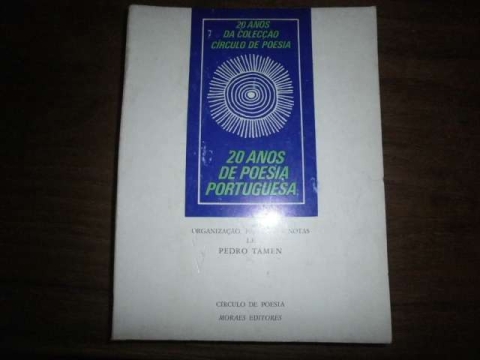 20 ANOS
DA COLECÇÃO
CÍRCULO DE POESIA
20 ANOS
DE POESIA
PORTUGUESA
ORGANIZAÇÃO, NOTAS
PEDRO TAMEN
CÍRCULO DE POESIA
MORAES EDITORES